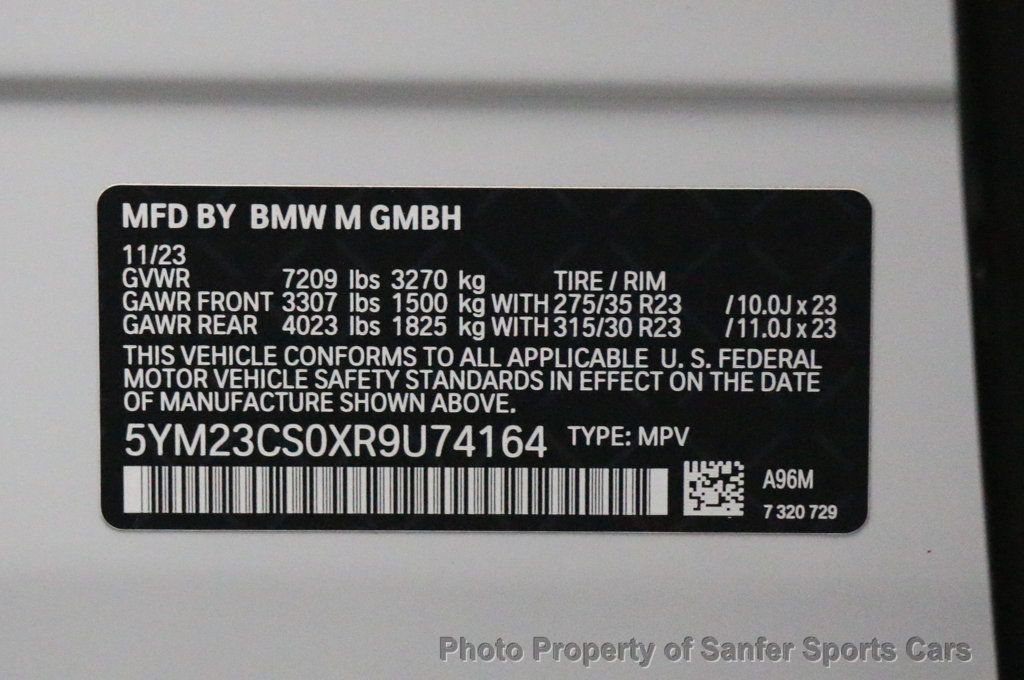 MFD BY BMW M GMBH
11/23
GVWR 7209 lbs 3270 kg TIRE / RIM
GAWR FRONT 3307 lbs 1500 kg WITH 275/35 R23 / 10.0J x 23
GAWR REAR 4023 lbs 1825 kg WITH 315/30 R23 / 11.0J x 23
THIS VEHICLE CONFORMS TO ALL APPLICABLE U. S. FEDERAL
MOTOR VEHICLE SAFETY STANDARDS IN EFFECT ON THE DATE
OF MANUFACTURE SHOWN ABOVE.
5YM23CS0XR9U74164 TYPE: MPV
A96M
7 320 729
Photo Property of Sanfer Sports Cars